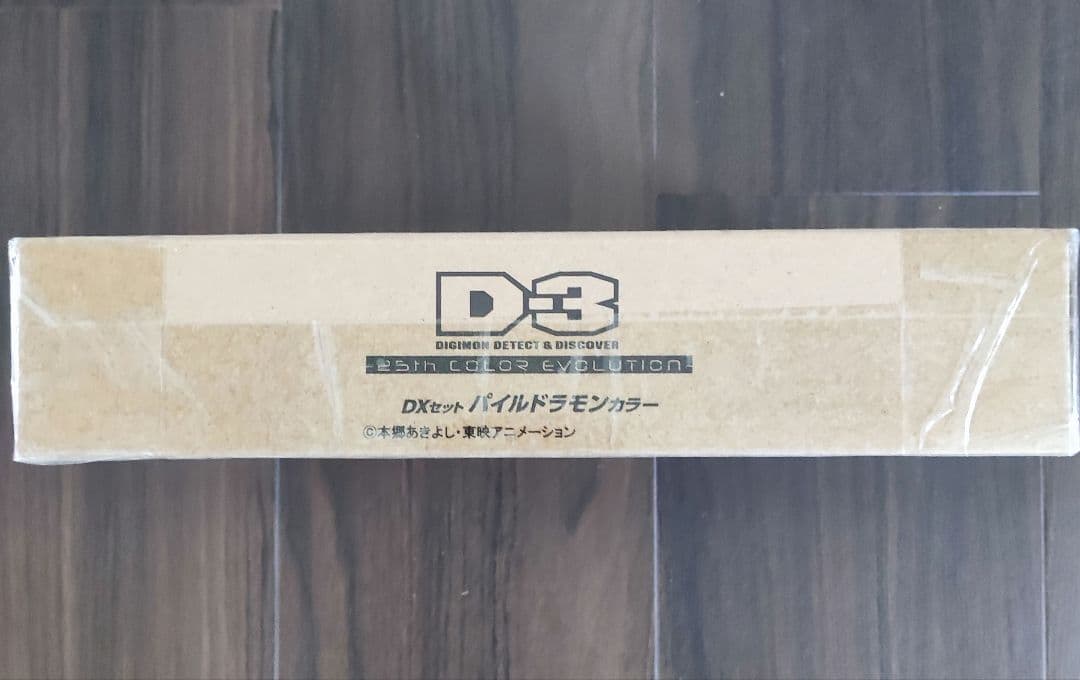 D-3
DIGIMON DETECT & DISCOVER
-25th COLOR EVOLUTION-
DXセット パイルドラモンカラー
©本郷あきよし・東映アニメーション